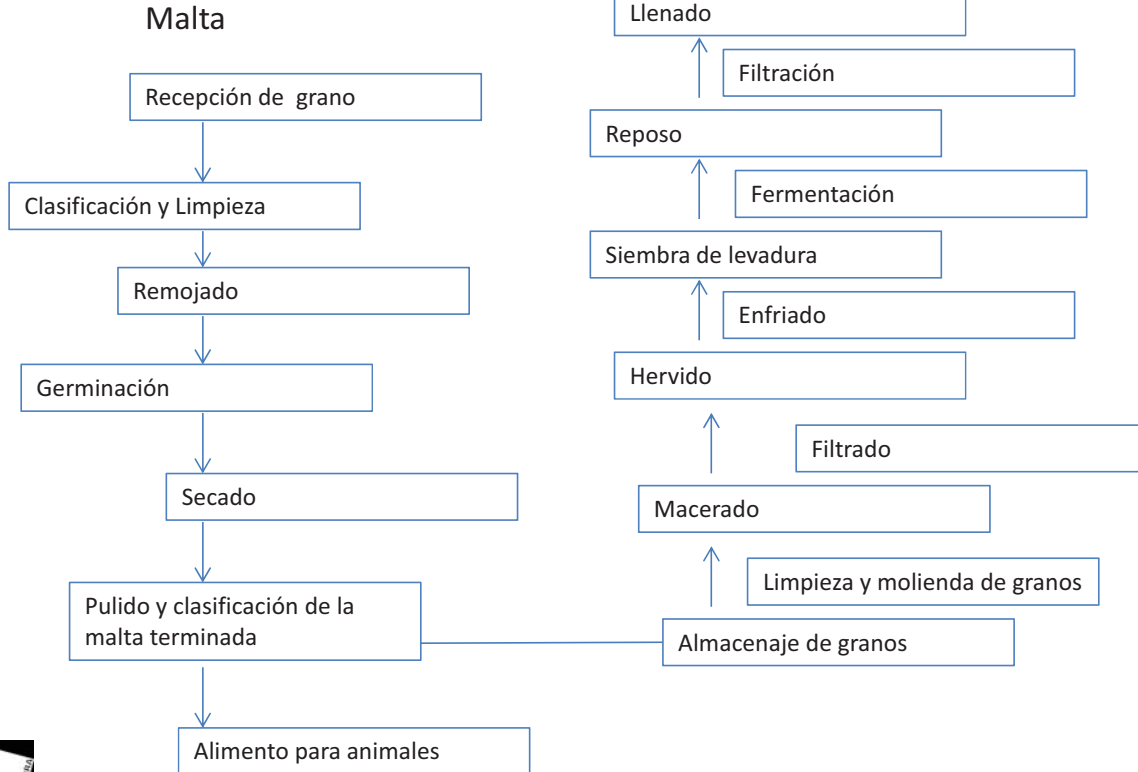 Malta
Recepción de grano
Clasificación y Limpieza
Remojado
Germinación
Secado
Pulido y clasificación de la
malta terminada
Alimento para animales
Llenado
Filtración
Reposo
Fermentación
Siembra de levadura
Enfriado
Hervido
Filtrado
Macerado
Limpieza y molienda de granos
Almacenaje de granos